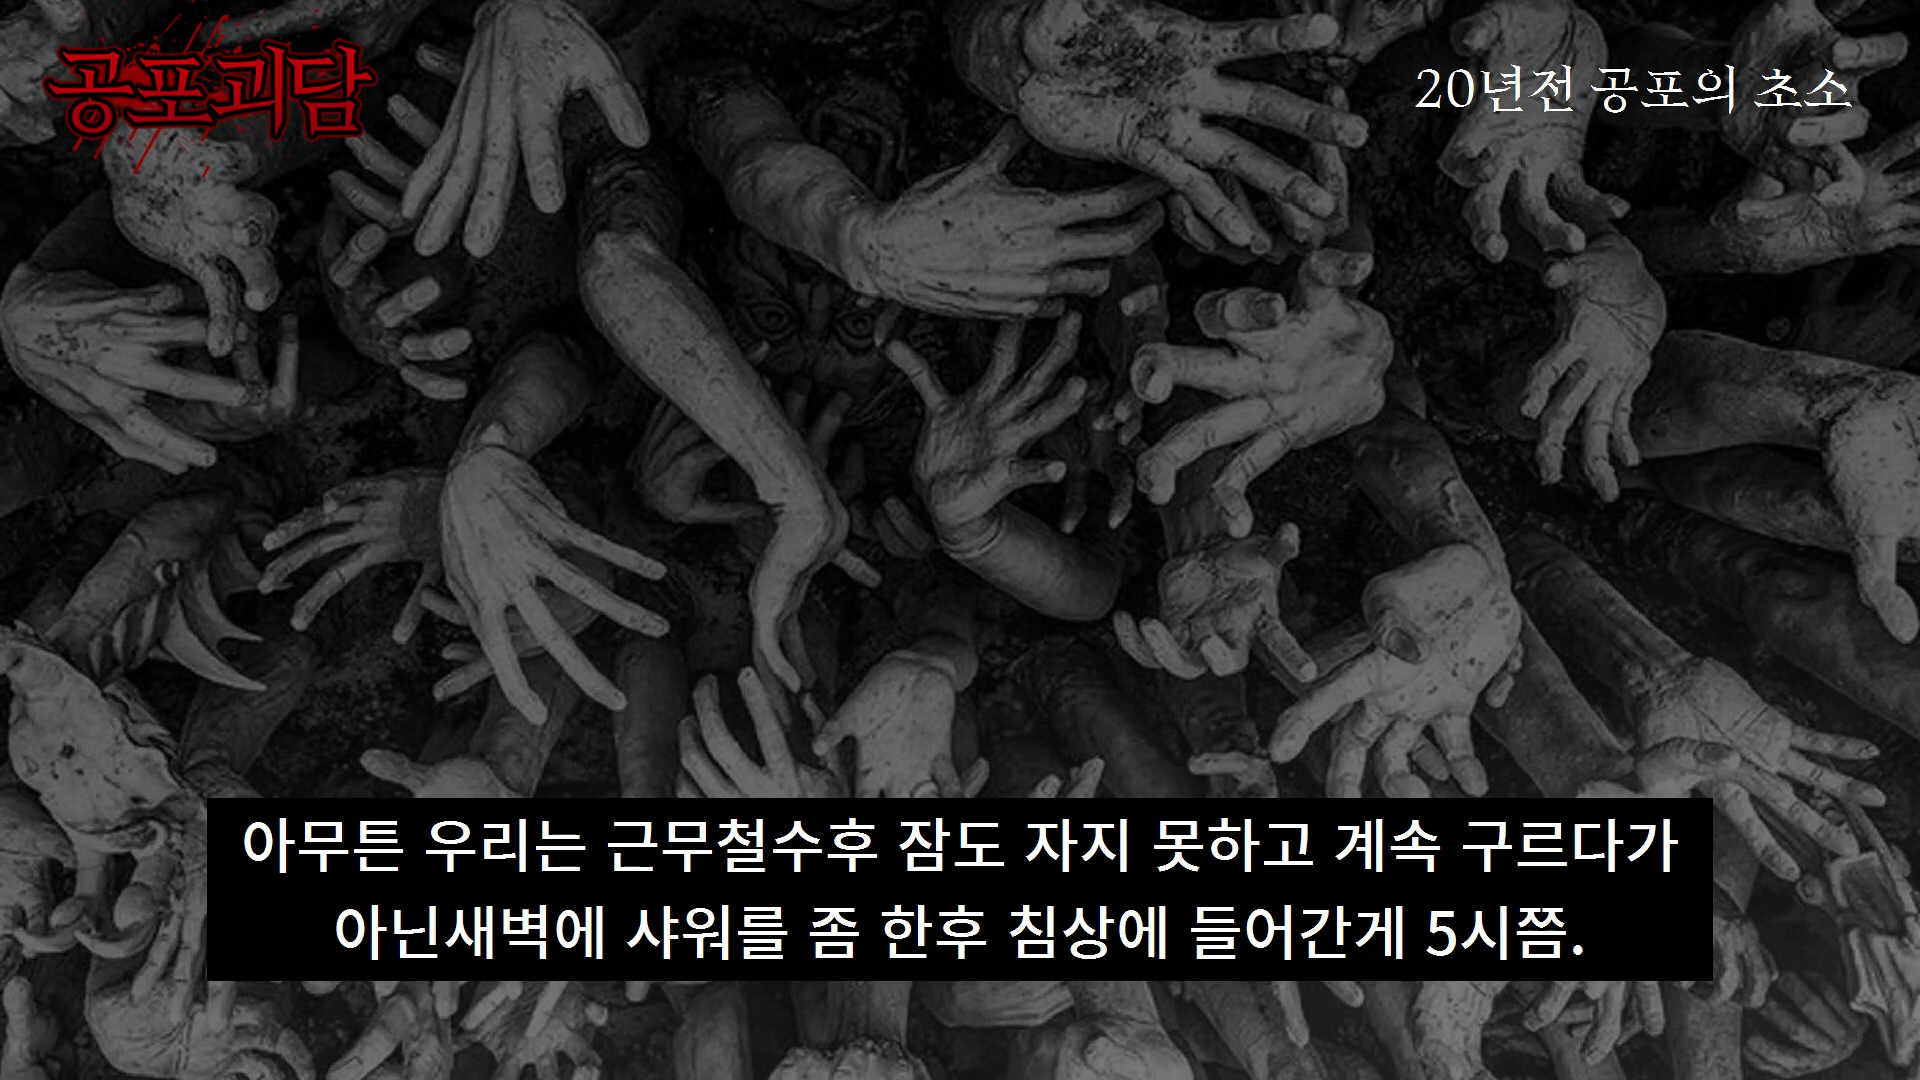 공포괴담
20년전 공포의 초소
아무튼 우리는 근무철수후 잠도 자지 못하고 계속 구르다가
아닌새벽에 샤워를 좀 한후 침상에 들어간게 5시쯤.